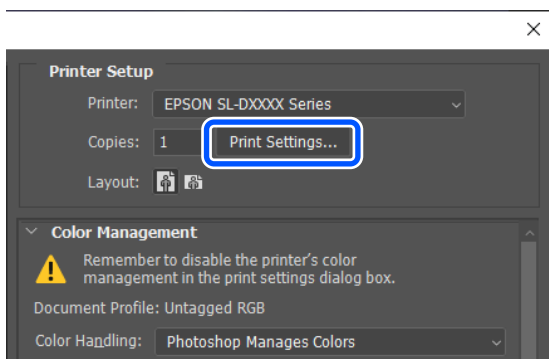 Printer Setup
Printer: EPSON SL-DXXXX Series
Copies: 1 Print Settings...
Layout:
Color Management
Remember to disable the printer's color
management in the print settings dialog box.
Document Profile: Untagged RGB
Color Handling: Photoshop Manages Colors